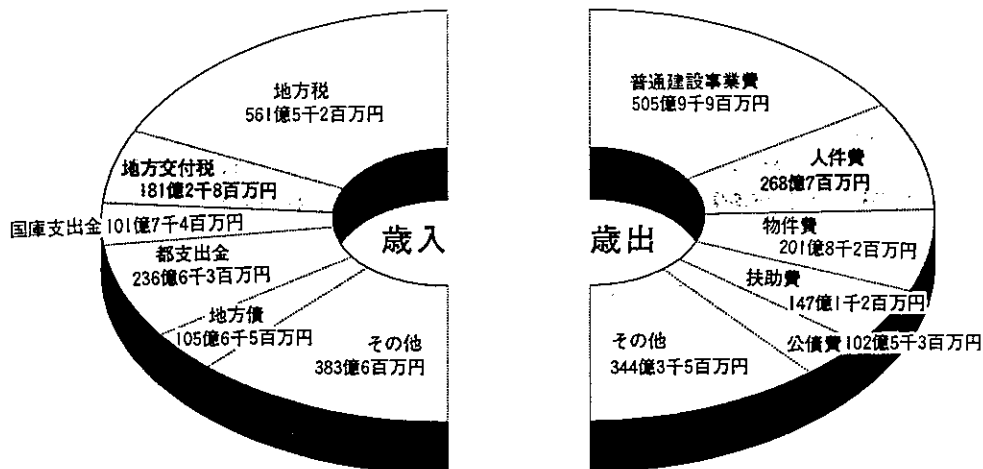 歳入
地方税
561億5千2百万円
地方交付税
181億2千8百万円
国庫支出金 101億7千4百万円
都支出金
236億6千3百万円
地方債
105億6千5百万円
その他
383億6百万円
歳出
普通建設事業費
505億9千9百万円
人件費
268億7百万円
物件費
201億8千2百万円
扶助費
147億1千2百万円
公債費102億5千3百万円
その他
344億3千5百万円